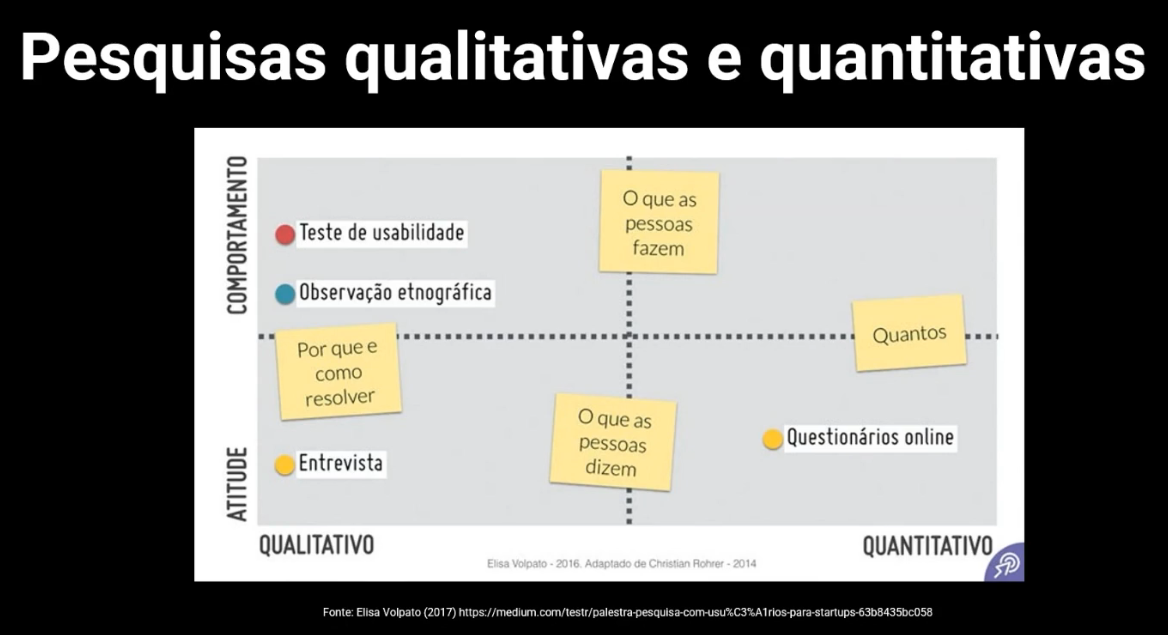 Pesquisas qualitativas e quantitativas
COMPORTAMENTO
Teste de usabilidade
Observação etnográfica
O que as
pessoas
fazem
Por que e
como
resolver
Quantos
O que as
pessoas
dizem
Questionários online
ATITUDE
Entrevista
QUALITATIVO
QUANTITATIVO
Elisa Volpato - 2016. Adaptado de Christian Rohrer - 2014
Fonte: Elisa Volpato (2017) https://medium.com/testr/palestra-pesquisa-com-usu%C3%A1rios-para-startups-63b8435bc058